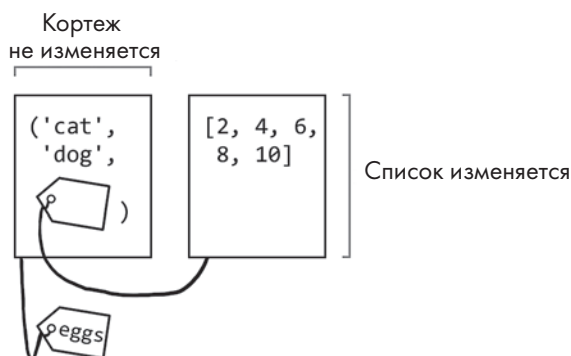 Кортеж
не изменяется
('cat',
'dog',
)
[2, 4, 6,
8, 10]
Список изменяется
eggs